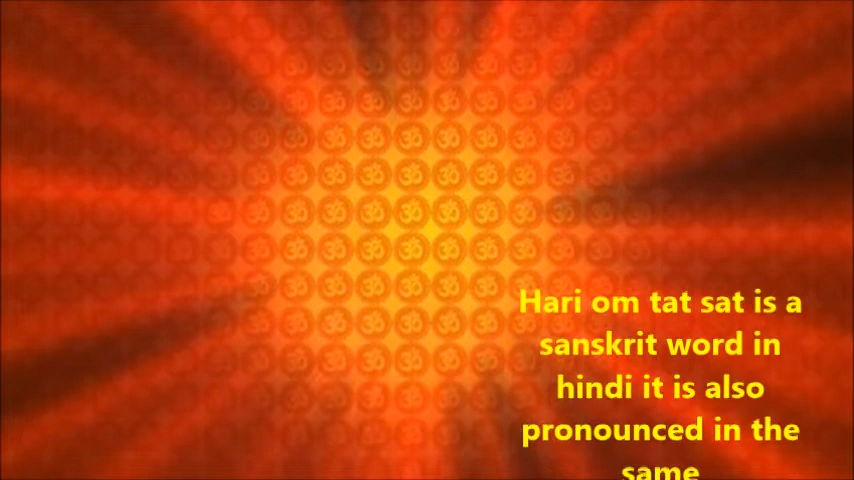 Hari om tat sat is a
sanskrit word in
hindi it is also
pronounced in the
same